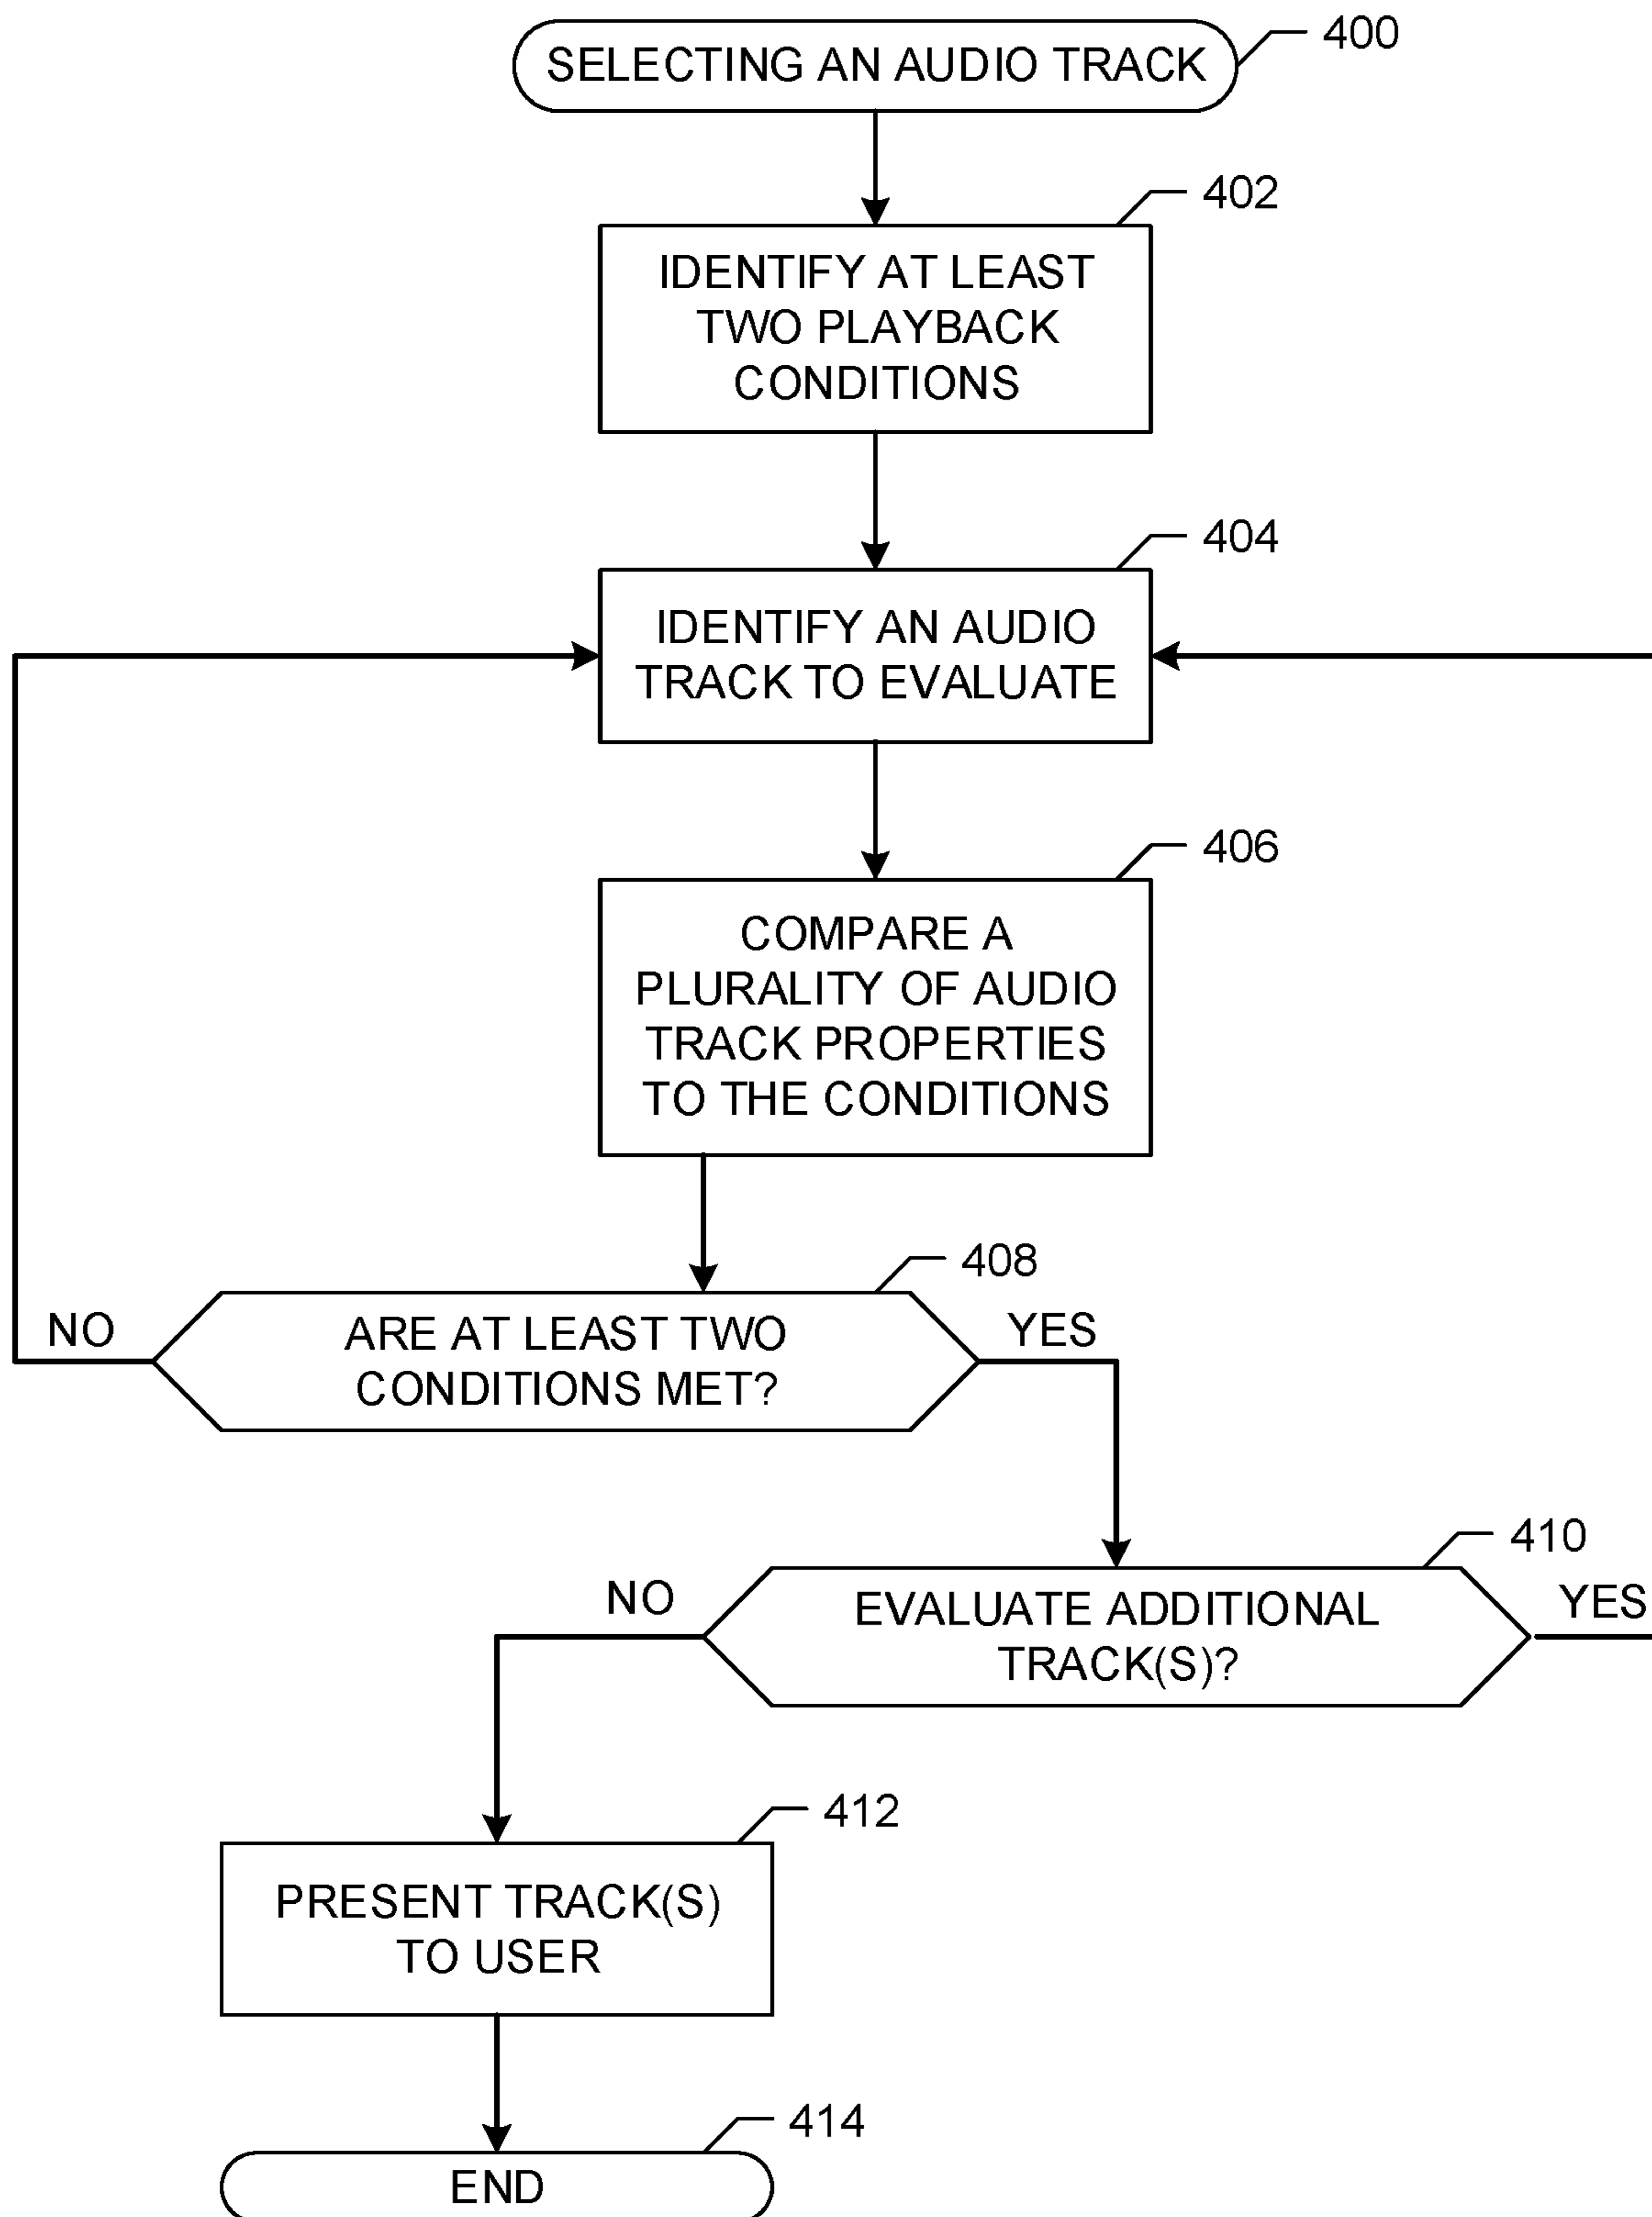 SELECTING AN AUDIO TRACK
400
402
IDENTIFY AT LEAST
TWO PLAYBACK
CONDITIONS
404
IDENTIFY AN AUDIO
TRACK TO EVALUATE
406
COMPARE A
PLURALITY OF AUDIO
TRACK PROPERTIES
TO THE CONDITIONS
408
NO
ARE AT LEAST TWO
CONDITIONS MET?
YES
410
NO
EVALUATE ADDITIONAL
TRACK(S)?
YES
412
PRESENT TRACK(S)
TO USER
414
END